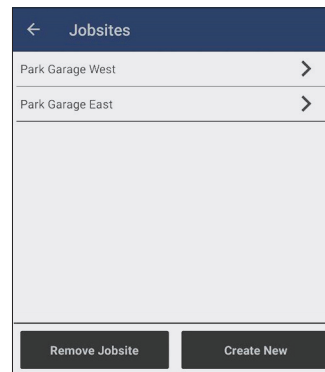 Jobsites
Park Garage West
Park Garage East
Remove Jobsite
Create New